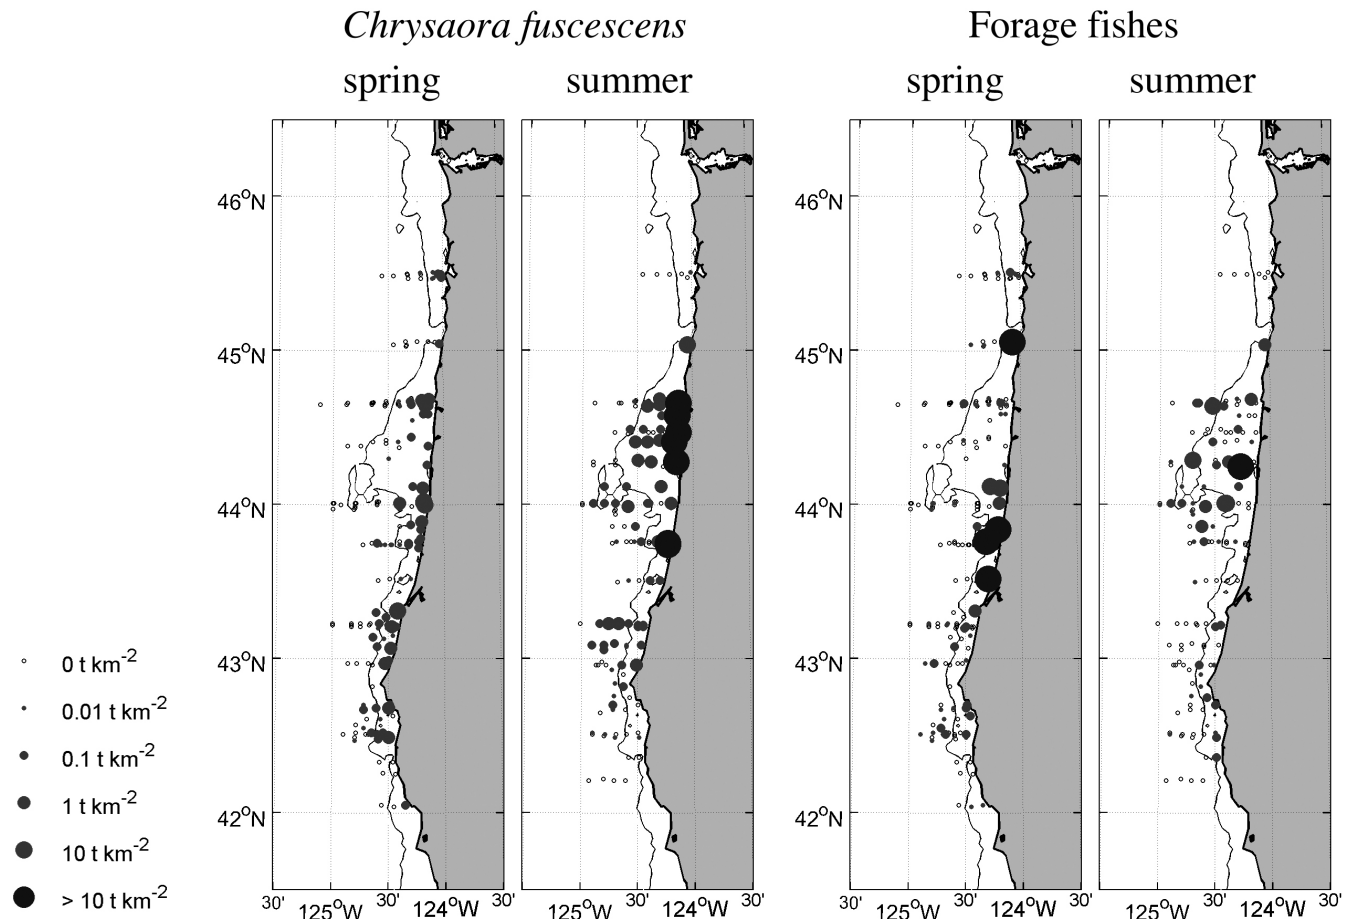 Chrysaora fuscescens Forage fishes
spring summer spring summer
46°N 46°N
45°N 45°N
44°N 44°N
43°N 43°N
42°N 42°N
0 t km-2
0.01 t km-2
0.1 t km-2
1 t km-2
10 t km-2
> 10 t km-2
30' 125°W 30' 124°W 30' 125°W 30' 124°W 30' 30' 125°W 30' 124°W 30' 125°W 30' 124°W 30'